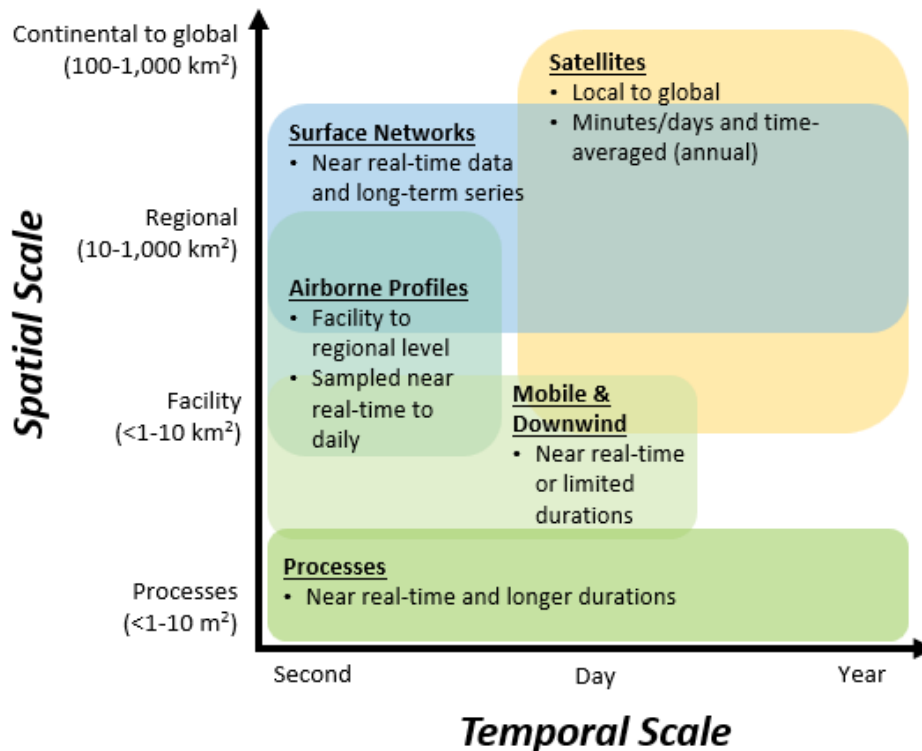 Continental to global
(100-1,000 km²)
Regional
(10-1,000 km²)
Facility
(<1-10 km²)
Processes
(<1-10 m²)
Spatial Scale
Satellites
• Local to global
• Minutes/days and time-
averaged (annual)
Surface Networks
• Near real-time data
and long-term series
Airborne Profiles
• Facility to
regional level
• Sampled near
real-time to
daily
Mobile &
Downwind
• Near real-time
or limited
durations
Processes
• Near real-time and longer durations
Second
Day
Year
Temporal Scale